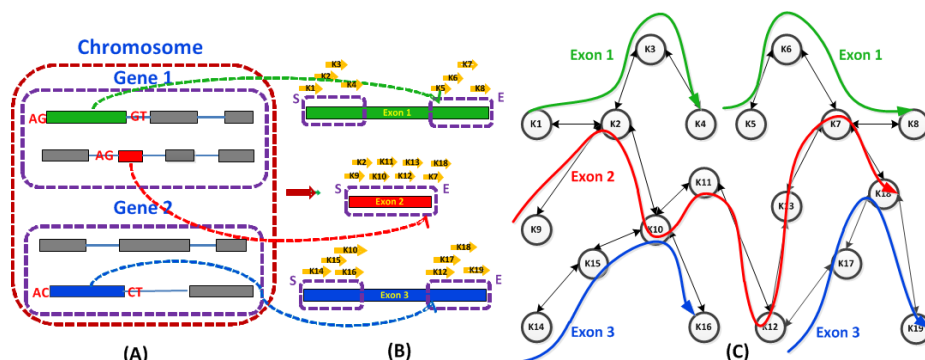 Chromosome
Gene 1
AG GT
AG
Gene 2
AC CT
(A)
K3
K2
K1 K4
K7
K6
K5 K8
S E
Exon 1
K2 K11 K13 K18
K9 K10 K12 K7
S E
Exon 2
K10
K15
K14 K16
K18
K17
K12 K19
S E
Exon 3
(B)
Exon 1
K3
K6
Exon 1
K1
K2
K4
K5
K7
K8
Exon 2
K11
K18
K13
K9
K10
K15
K17
K14
Exon 3
K16
K12
Exon 3
K19
(C)